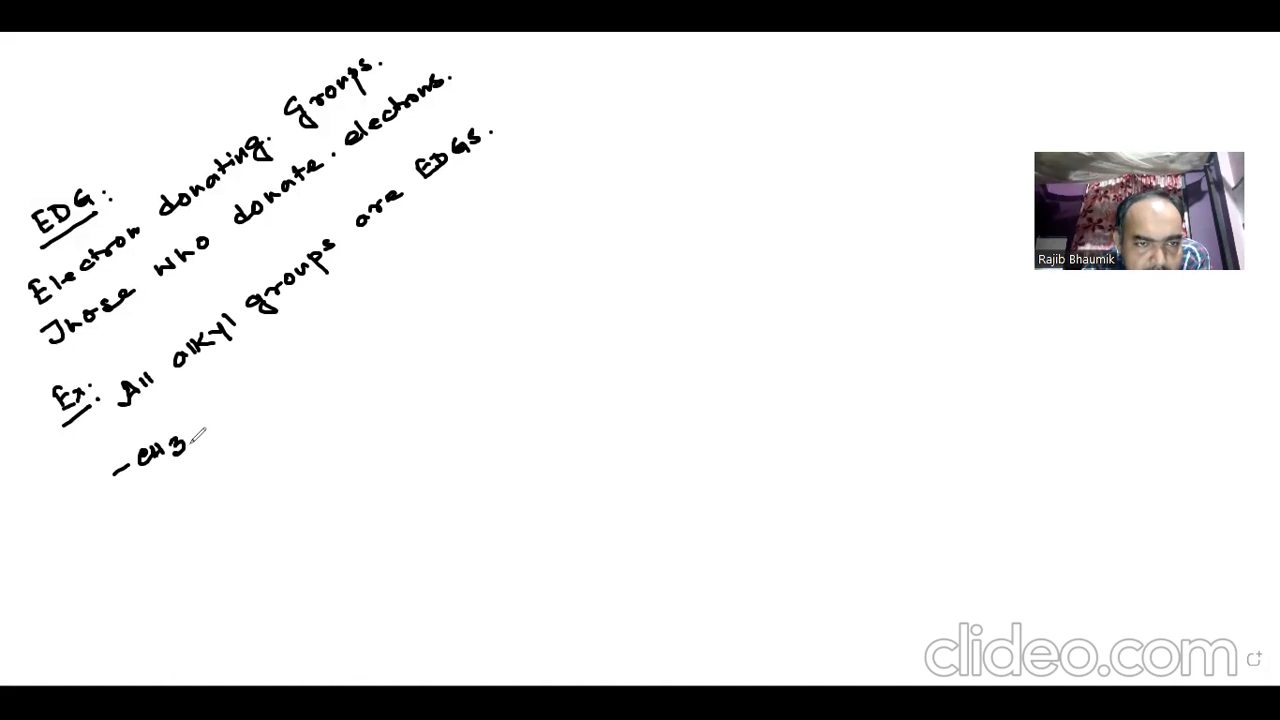 EDG:
Electron donating. Groups.
Those who donate. electrons.
Ex: All alkyl groups are EDGS.
- CH3
Rajib Bhaumik
clideo.com